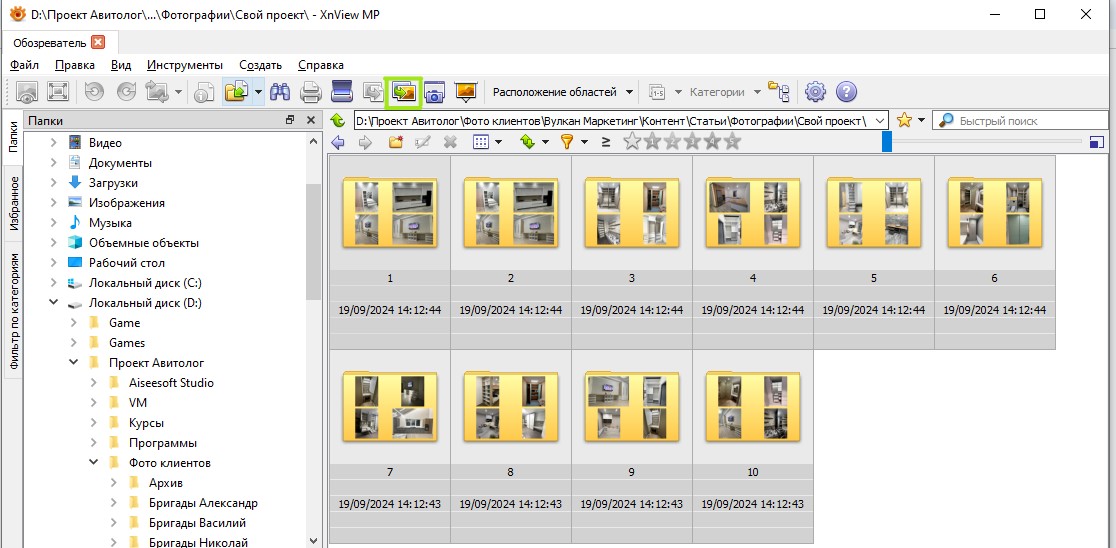 D:\Проект Авитолог\...\Фотографии\Свой проект\ - XnView MP
Обозреватель
Файл Правка Вид Инструменты Создать Справка
Расположение областей Категории
Папки
Папки
Избранное
Фильтр по категориям
D:\Проект Авитолог\Фото клиентов\Вулкан Маркетинг\Контент\Статьи\Фотографии\Свой проект\
Быстрый поиск
Видео
Документы
Загрузки
Изображения
Музыка
Объемные объекты
Рабочий стол
Локальный диск (C:)
Локальный диск (D:)
Game
Games
Проект Авитолог
Aiseesoft Studio
VM
Курсы
Программы
Фото клиентов
Архив
Бригады Александр
Бригады Василий
Бригады Николай
1 2 3 4 5 6
19/09/2024 14:12:44 19/09/2024 14:12:44 19/09/2024 14:12:44 19/09/2024 14:12:44 19/09/2024 14:12:44 19/09/2024 14:12:44
7 8 9 10
19/09/2024 14:12:43 19/09/2024 14:12:43 19/09/2024 14:12:43 19/09/2024 14:12:43